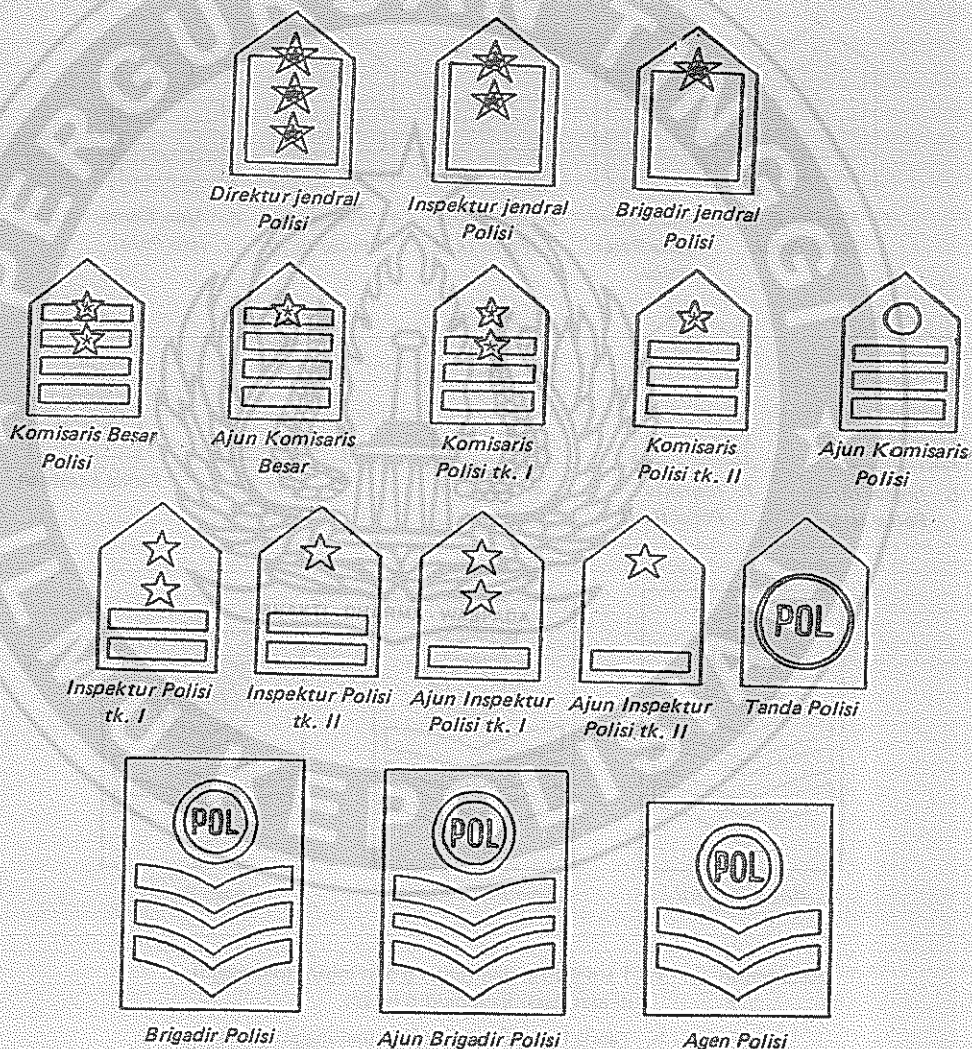 Direktur jendral
Polisi
Inspektur jendral
Polisi
Brigadir jendral
Polisi
Komisaris Besar
Polisi
Ajun Komisaris
Besar
Komisaris
Polisi tk. I
Komisaris
Polisi tk. II
Ajun Komisaris
Polisi
Inspektur Polisi
tk. I
Inspektur Polisi
tk. II
Ajun Inspektur
Polisi tk. I
Ajun Inspektur
Polisi tk. II
POL
Tanda Polisi
POL
Brigadir Polisi
POL
Ajun Brigadir Polisi
POL
Agen Polisi